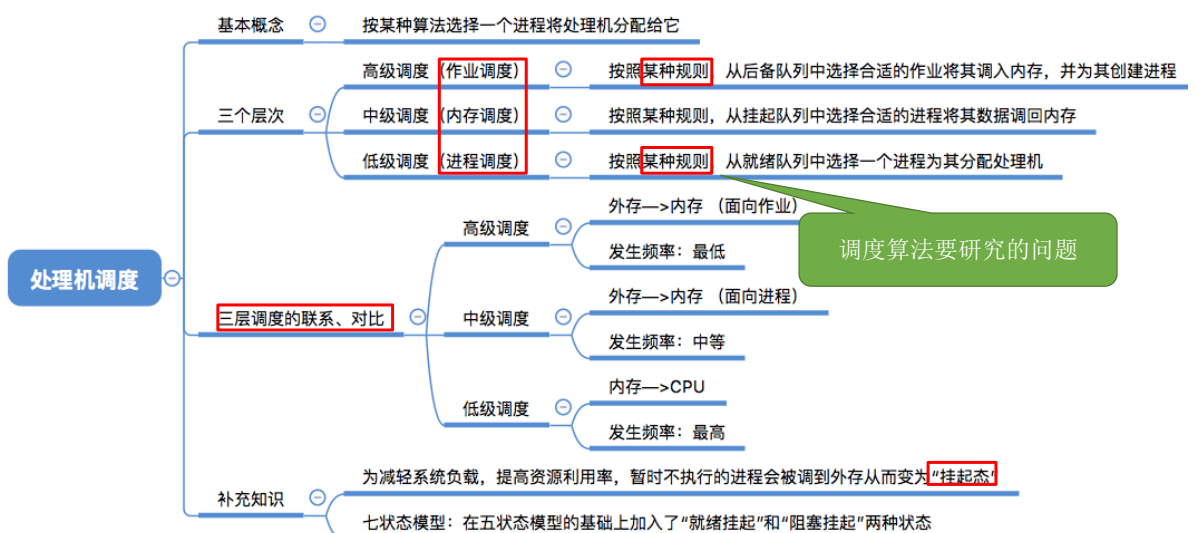 处理机调度
基本概念
按某种算法选择一个进程将处理机分配给它
三个层次
高级调度（作业调度）
按照某种规则，从后备队列中选择合适的作业将其调入内存，并为其创建进程
中级调度（内存调度）
按照某种规则，从挂起队列中选择合适的进程将其数据调回内存
低级调度（进程调度）
按照某种规则，从就绪队列中选择一个进程为其分配处理机
调度算法要研究的问题
三层调度的联系、对比
高级调度
外存—>内存 （面向作业）
发生频率：最低
中级调度
外存—>内存 （面向进程）
发生频率：中等
低级调度
内存—>CPU
发生频率：最高
补充知识
为减轻系统负载，提高资源利用率，暂时不执行的进程会被调到外存从而变为“挂起态”
七状态模型：在五状态模型的基础上加入了“就绪挂起”和“阻塞挂起”两种状态